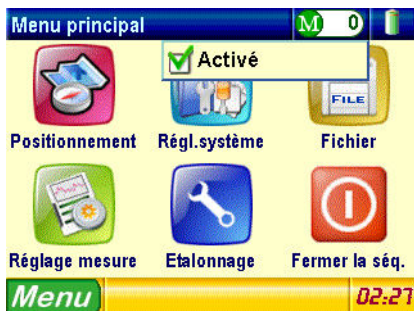 Menu principal M 0
Activé
FILE
Positionnement Régl.système Fichier
Réglage mesure Etalonnage Fermer la séq.
Menu 02:27